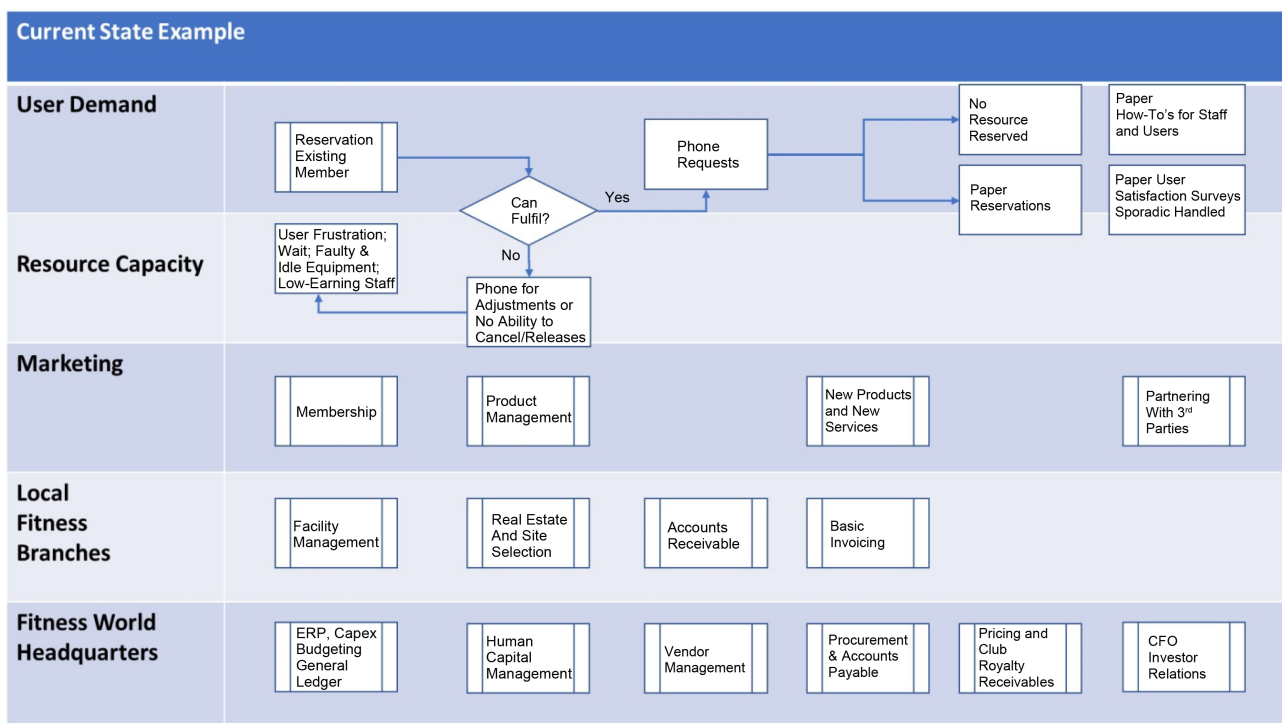 Current State Example
User Demand
Reservation
Existing
Member
Can
Fulfil?
Yes
No
Phone
Requests
No
Resource
Reserved
Paper
How-To's for Staff
and Users
Paper
Reservations
Paper User
Satisfaction Surveys
Sporadic Handled
Resource Capacity
User Frustration;
Wait; Faulty &
Idle Equipment;
Low-Earning Staff
Phone for
Adjustments or
No Ability to
Cancel/Releases
Marketing
Membership
Product
Management
New Products
and New
Services
Partnering
With 3rd
Parties
Local
Fitness
Branches
Facility
Management
Real Estate
And Site
Selection
Accounts
Receivable
Basic
Invoicing
Fitness World
Headquarters
ERP, Capex
Budgeting
General
Ledger
Human
Capital
Management
Vendor
Management
Procurement
& Accounts
Payable
Pricing and
Club
Royalty
Receivables
CFO
Investor
Relations